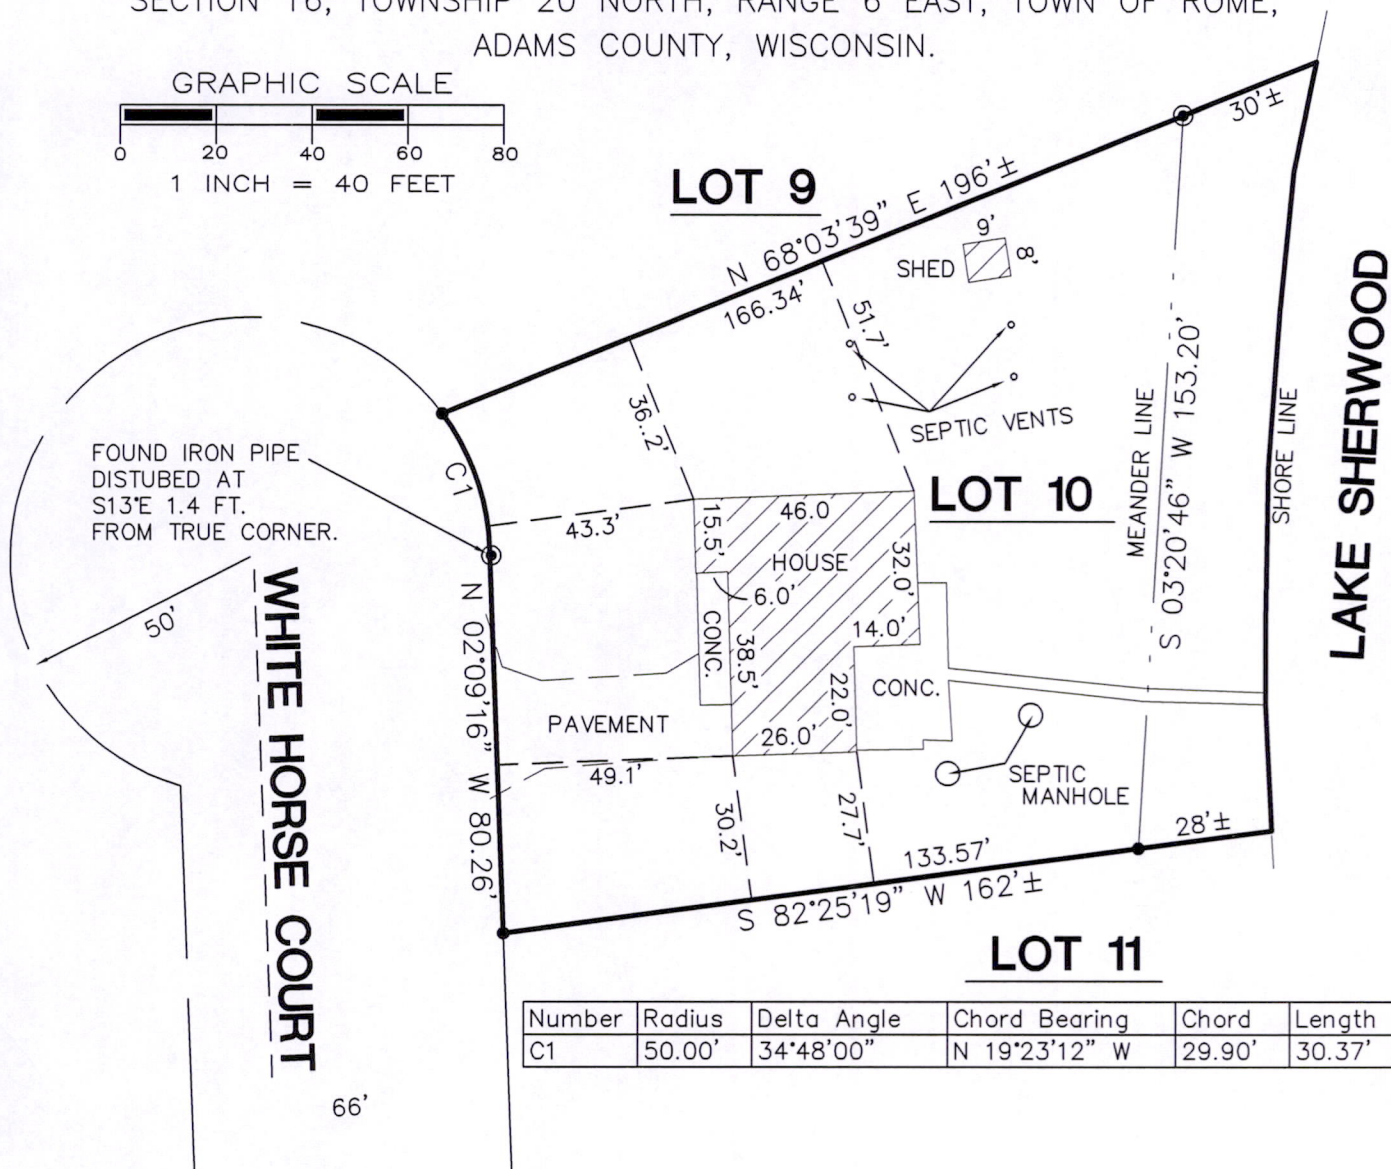 SECTION 16, TOWNSHIP 20 NORTH, RANGE 6 EAST, TOWN OF ROME,
ADAMS COUNTY, WISCONSIN.
GRAPHIC SCALE
0 20 40 60 80
1 INCH = 40 FEET
LOT 9
N 68°03'39" E 196'±
166.34'
30'±
SHED
9'
8'
51.7'
36..2'
SEPTIC VENTS
LOT 10
MEANDER LINE
S 03°20'46" W 153.20'
SHORE LINE
LAKE SHERWOOD
FOUND IRON PIPE
DISTUBED AT
S13°E 1.4 FT.
FROM TRUE CORNER.
C1
43.3'
15.5'
46.0
HOUSE
32.0'
6.0'
CONC.
38.5'
14.0'
22.0'
CONC.
26.0'
50'
WHITE HORSE COURT
N 02°09'16" W 80.26'
PAVEMENT
49.1'
30.2'
27.7'
SEPTIC
MANHOLE
133.57'
28'±
S 82°25'19" W 162'±
LOT 11
Number Radius Delta Angle Chord Bearing Chord Length
C1 50.00' 34°48'00" N 19°23'12" W 29.90' 30.37'
66'